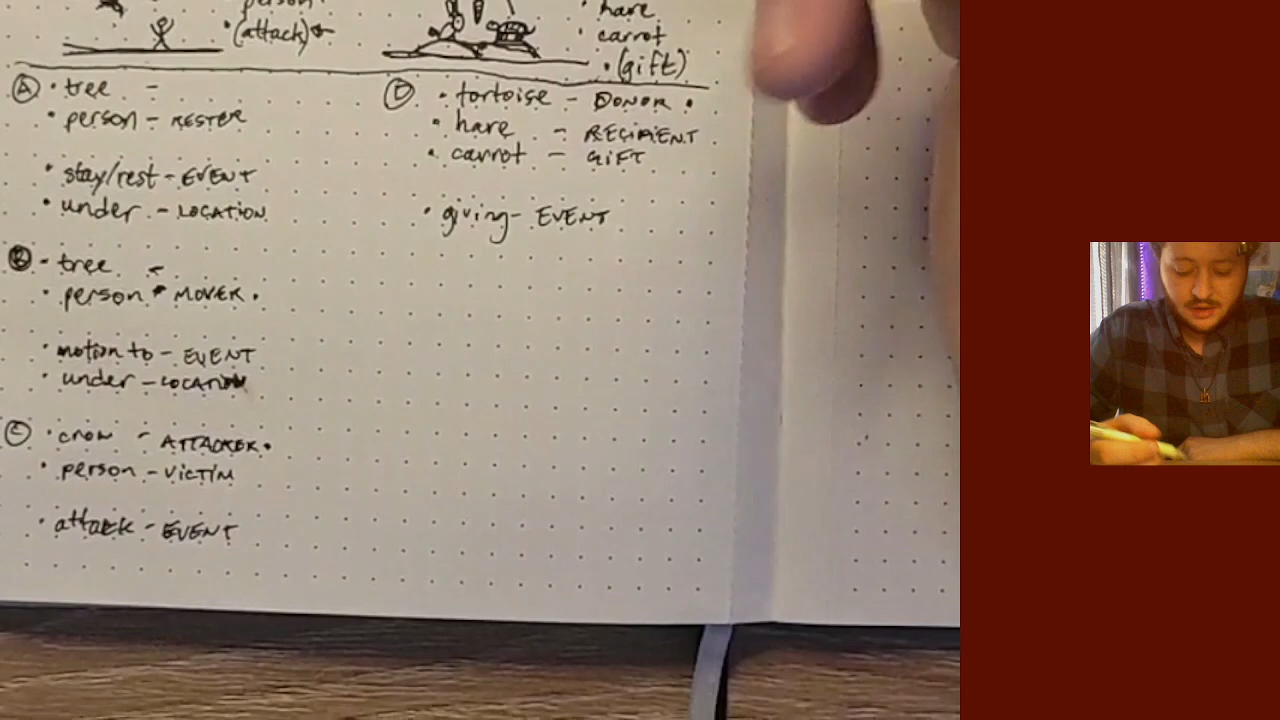 person
• (attack)
hare
• carrot
• (gift)
Ⓐ • tree -
• person - RESTER
• stay/rest - EVENT
• under - LOCATION
Ⓑ - tree -
• person - MOVER •
• motion to - EVENT
• under - LOCATION
Ⓒ • crow - ATTACKER •
• person - VICTIM
• attack - EVENT
Ⓓ • tortoise - DONOR •
• hare - RECIPIENT
• carrot - GIFT
• giving - EVENT